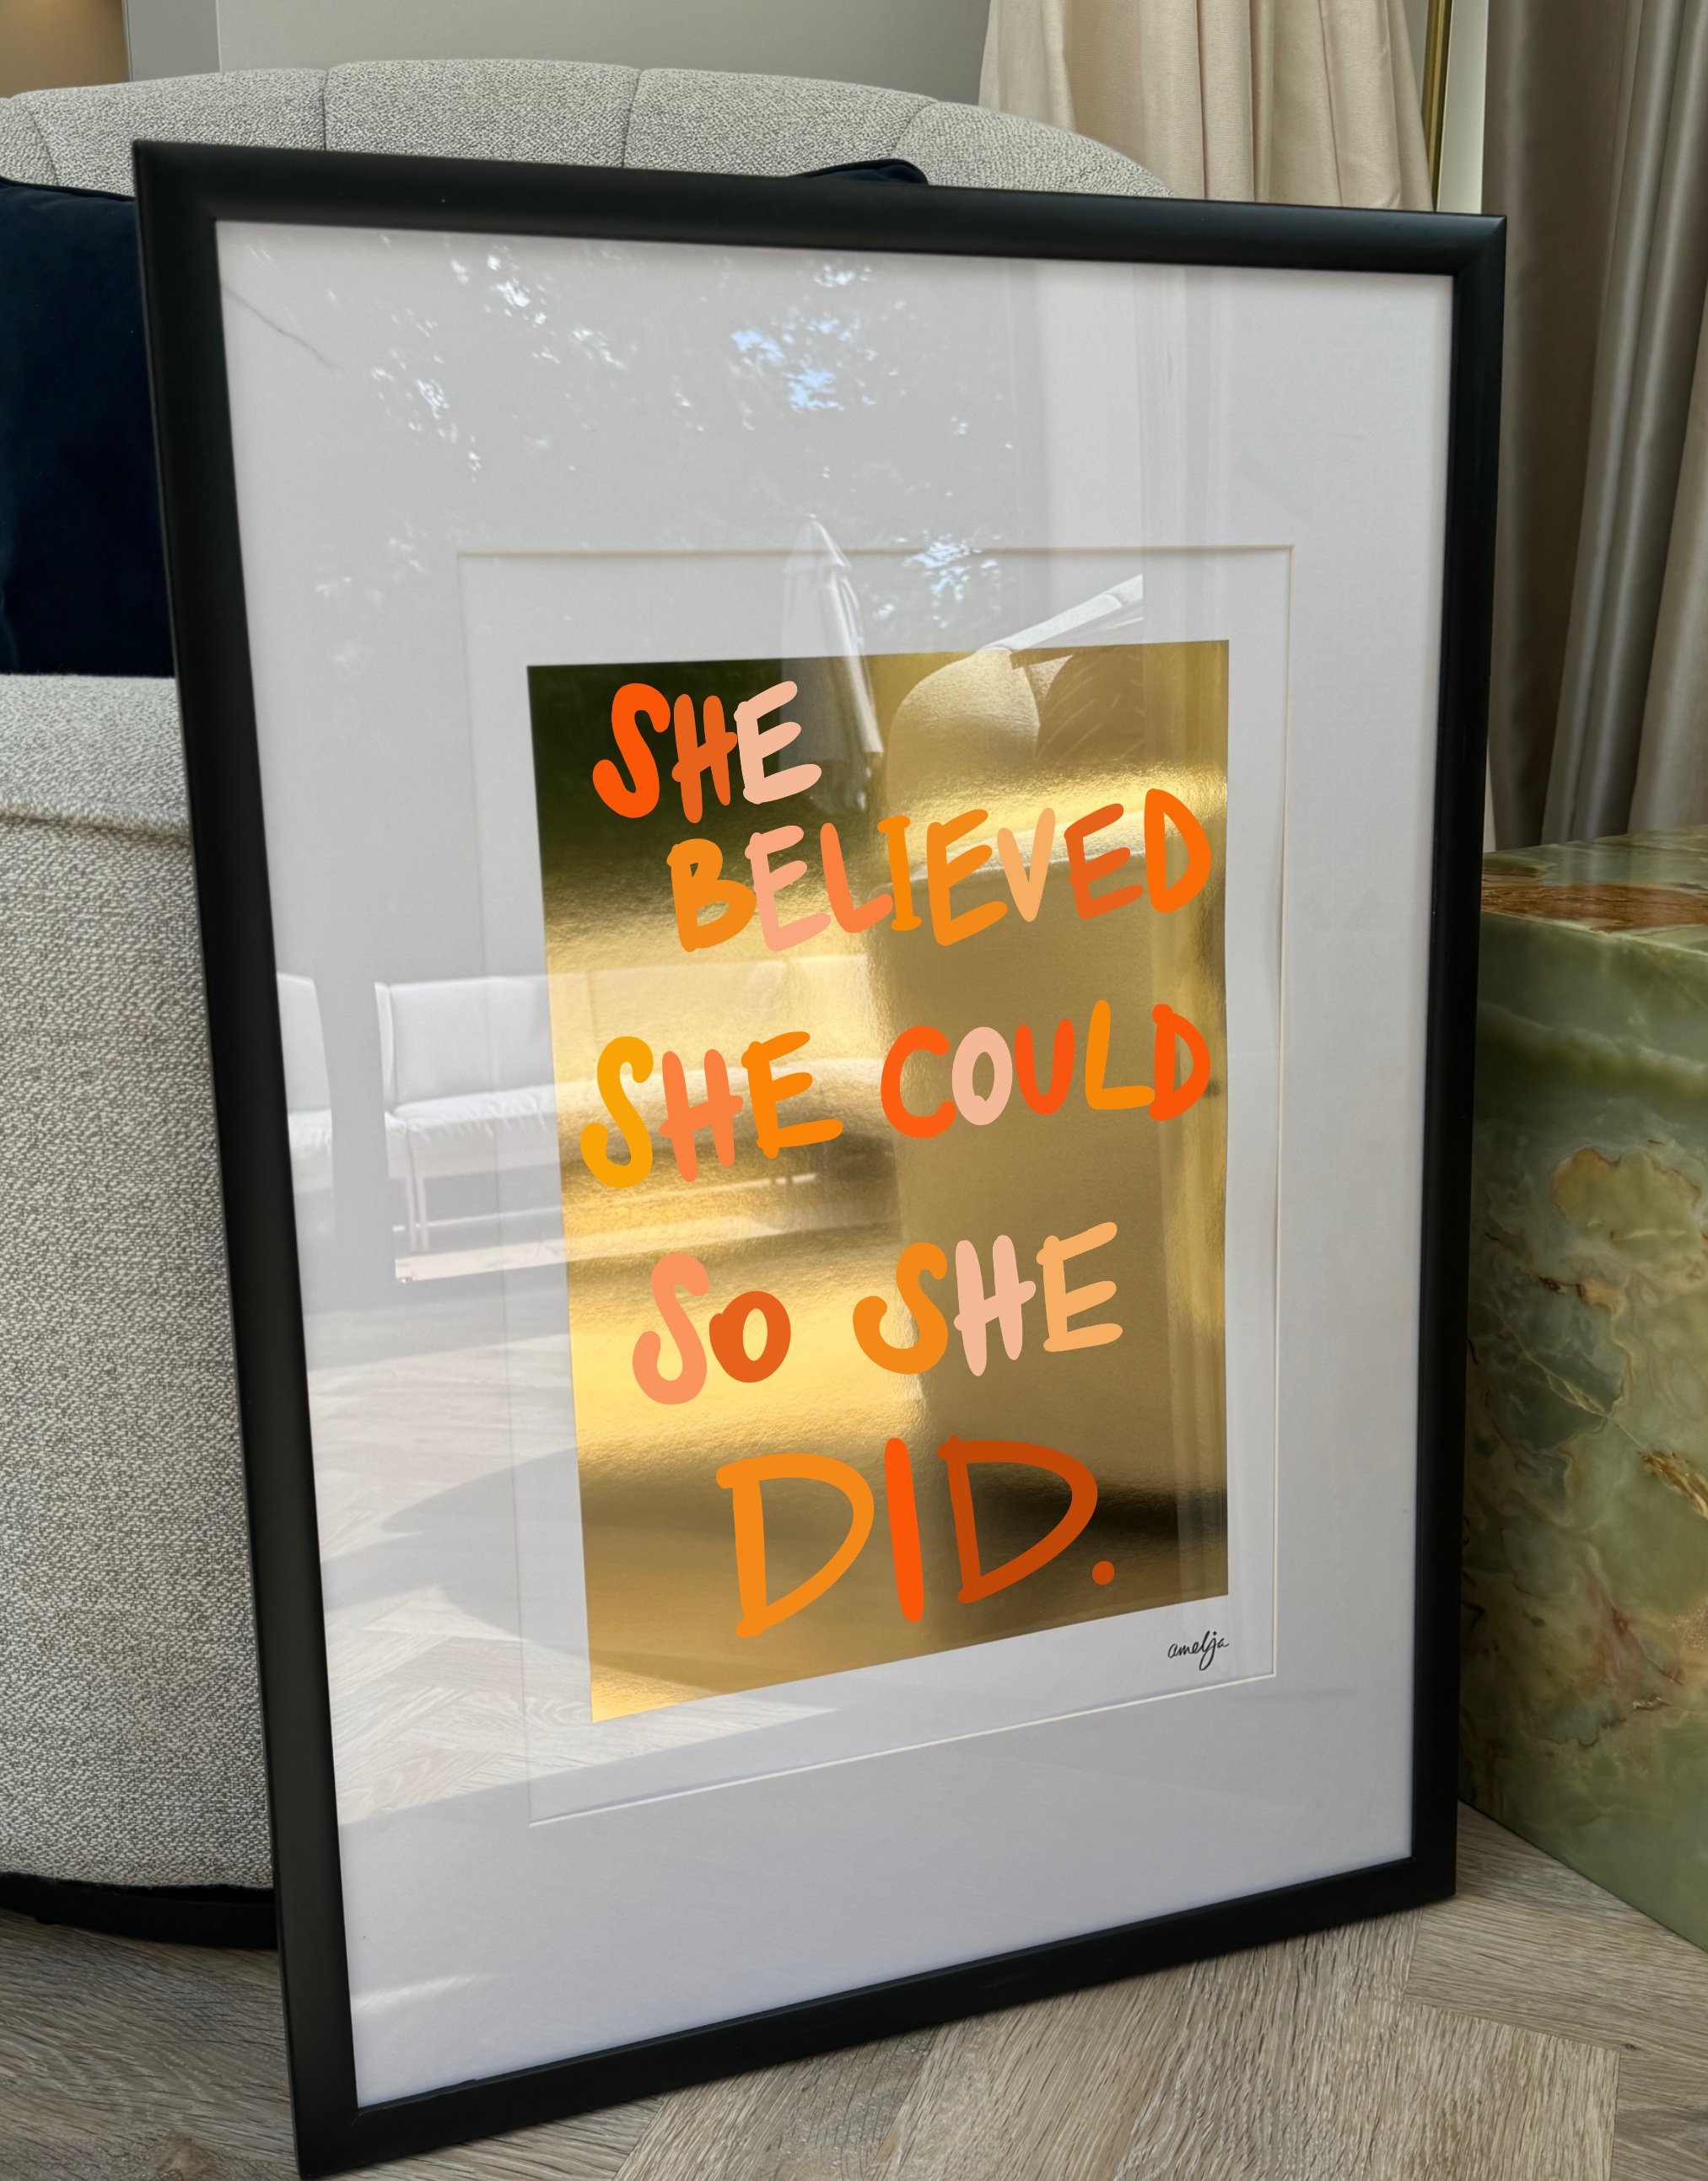 SHE
BELIEVED
SHE COULD
SO SHE
DID.
amelja